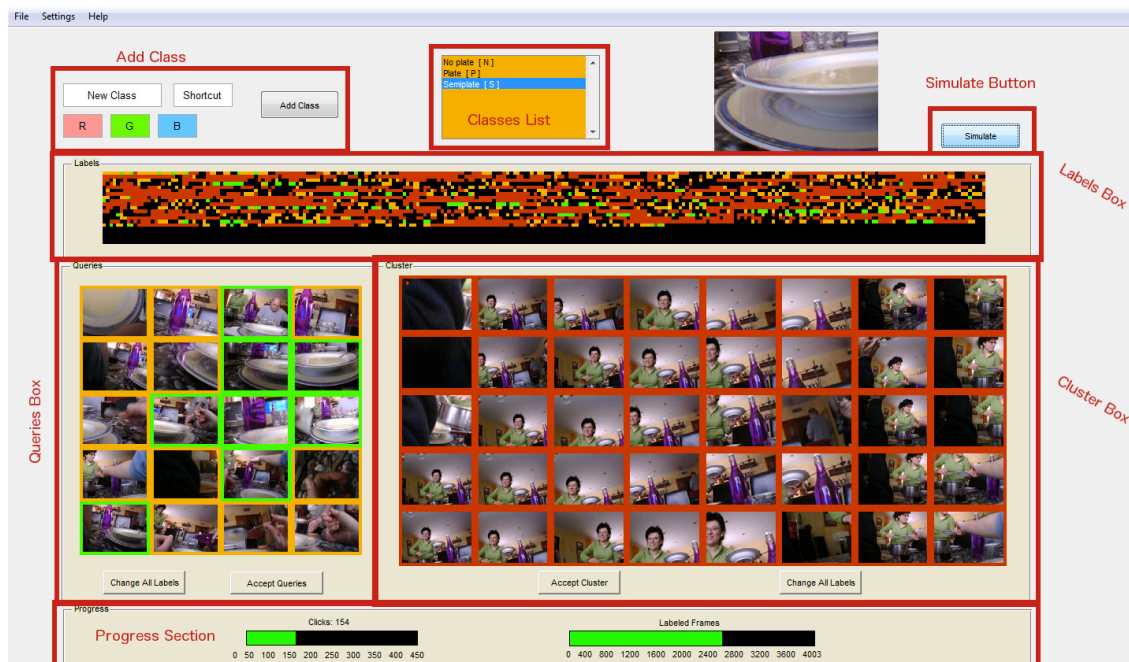 File Settings Help
Add Class
New Class Shortcut
Add Class
R G B
No plate [ N ]
Plate [ P ]
Semiplate [ S ]
Classes List
Simulate Button
Simulate
Labels
Labels Box
Queries
Cluster
Queries Box
Cluster Box
Change All Labels Accept Queries
Accept Cluster Change All Labels
Progress
Progress Section
Clicks: 154
0 50 100 150 200 250 300 350 400 450
Labeled Frames
0 400 800 1200 1600 2000 2400 2800 3200 3600 4003